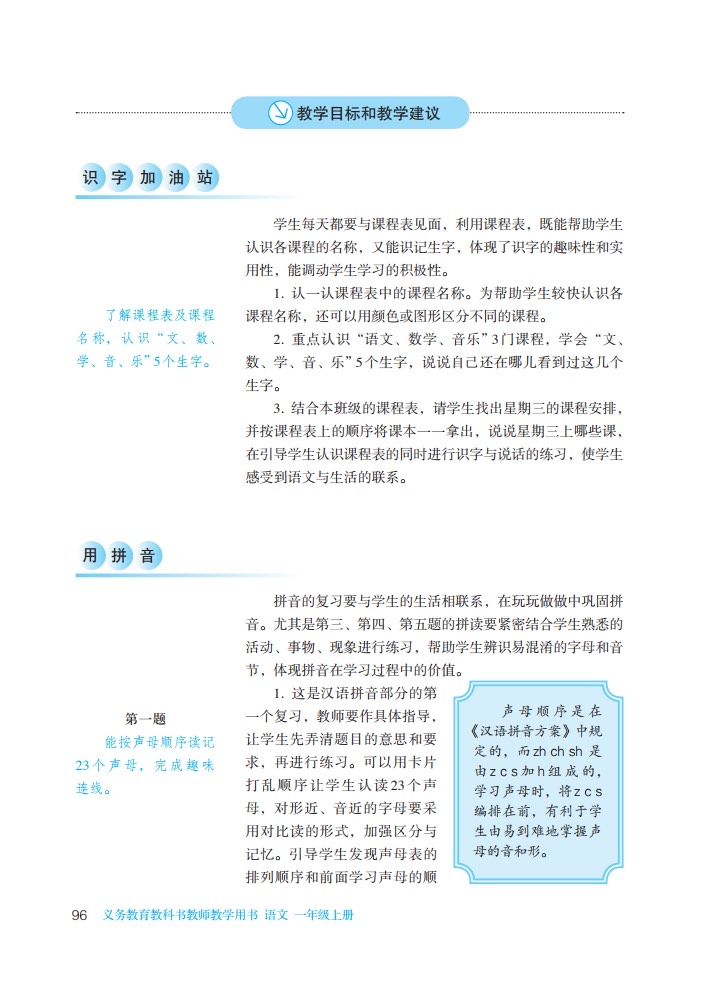 教学目标和教学建议
识字加油站
学生每天都要与课程表见面，利用课程表，既能帮助学生
认识各课程的名称，又能识记生字，体现了识字的趣味性和实
用性，能调动学生学习的积极性。
1. 认一认课程表中的课程名称。为帮助学生较快认识各
课程名称，还可以用颜色或图形区分不同的课程。
2. 重点认识“语文、数学、音乐”3门课程，学会“文、
数、学、音、乐”5个生字，说说自己还在哪儿看到过这几个
生字。
3. 结合本班级的课程表，请学生找出星期三的课程安排，
并按课程表上的顺序将课本一一拿出，说说星期三上哪些课，
在引导学生认识课程表的同时进行识字与说话的练习，使学生
感受到语文与生活的联系。
了解课程表及课程
名称，认识“文、数、
学、音、乐”5个生字。
用拼音
拼音的复习要与学生的生活相联系，在玩玩做做中巩固拼
音。尤其是第三、第四、第五题的拼读要紧密结合学生熟悉的
活动、事物、现象进行练习，帮助学生辨识易混淆的字母和音
节，体现拼音在学习过程中的价值。
1. 这是汉语拼音部分的第
一个复习，教师要作具体指导，
让学生先弄清题目的意思和要
求，再进行练习。可以用卡片
打乱顺序让学生认读23个声
母，对形近、音近的字母要采
用对比读的形式，加强区分与
记忆。引导学生发现声母表的
排列顺序和前面学习声母的顺
第一题
能按声母顺序读记
23个声母，完成趣味
连线。
声母顺序是在
《汉语拼音方案》中规
定的，而zh ch sh 是
由z c s加h组成的，
学习声母时，将z c s
编排在前，有利于学
生由易到难地掌握声
母的音和形。
96 义务教育教科书教师教学用书 语文 一年级上册